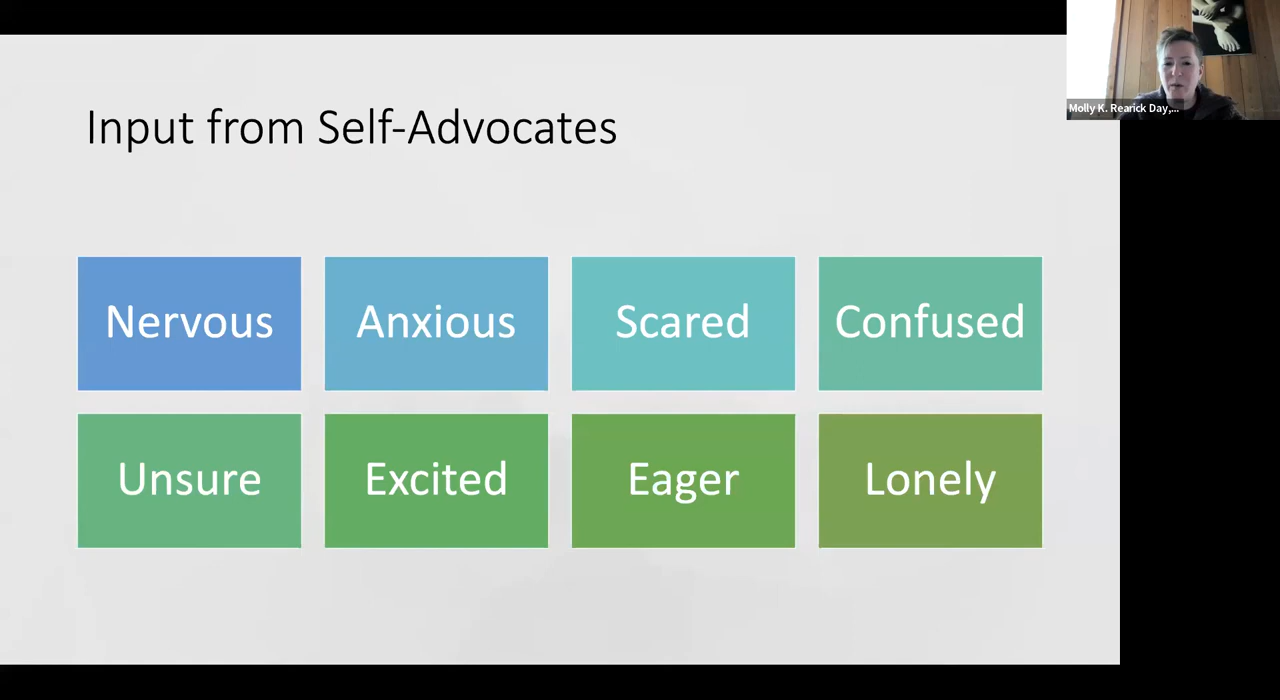 Molly K. Rearick Day,...
Input from Self-Advocates
Nervous
Anxious
Scared
Confused
Unsure
Excited
Eager
Lonely